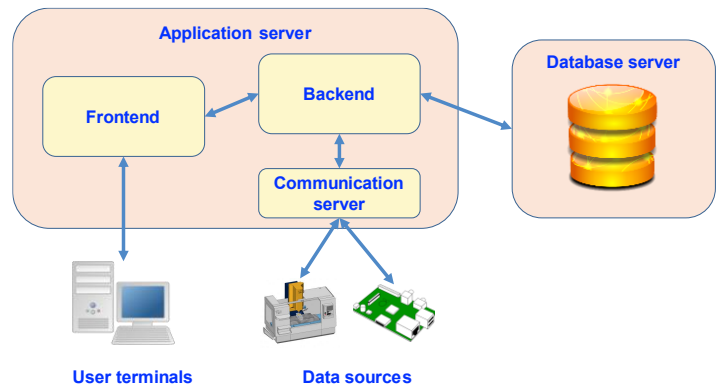 Application server
Database server
Backend
Frontend
Communication
server
User terminals
Data sources